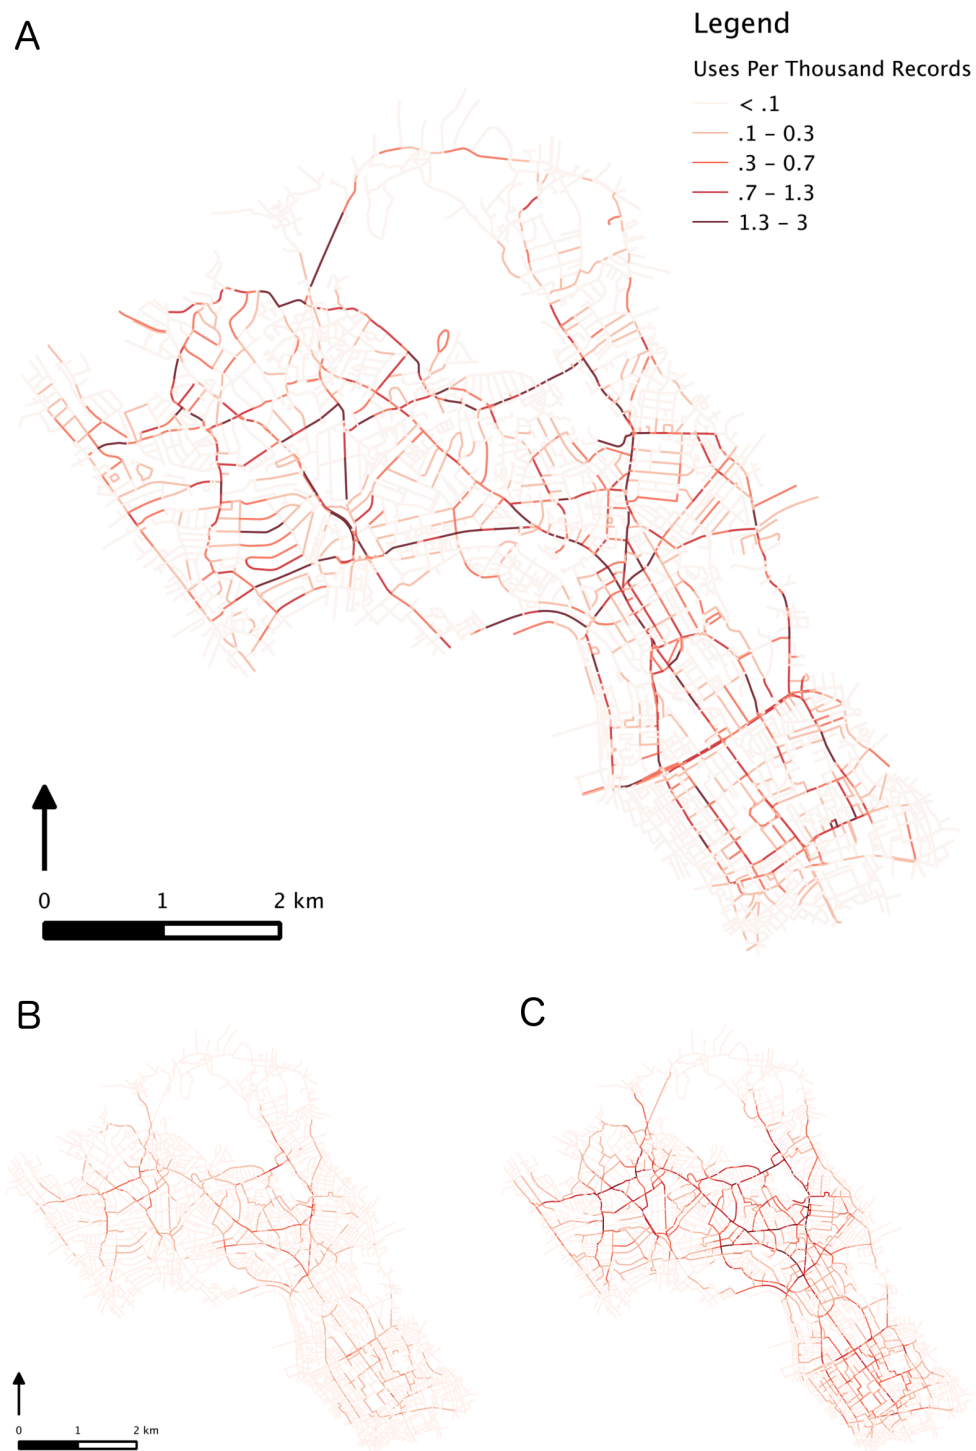 A
Legend
Uses Per Thousand Records
< .1
.1 – 0.3
.3 – 0.7
.7 – 1.3
1.3 – 3
0 1 2 km
B
C
0 1 2 km